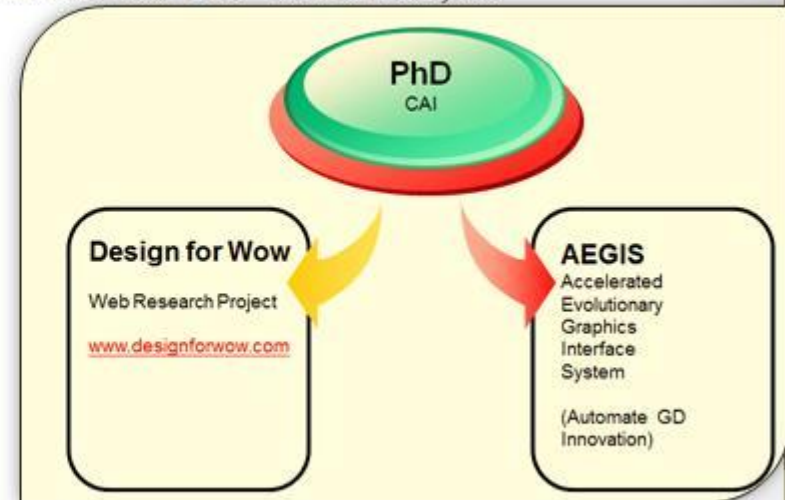 PhD
CAI
Design for Wow
Web Research Project
www.designforwow.com
AEGIS
Accelerated
Evolutionary
Graphics
Interface
System
(Automate GD
Innovation)